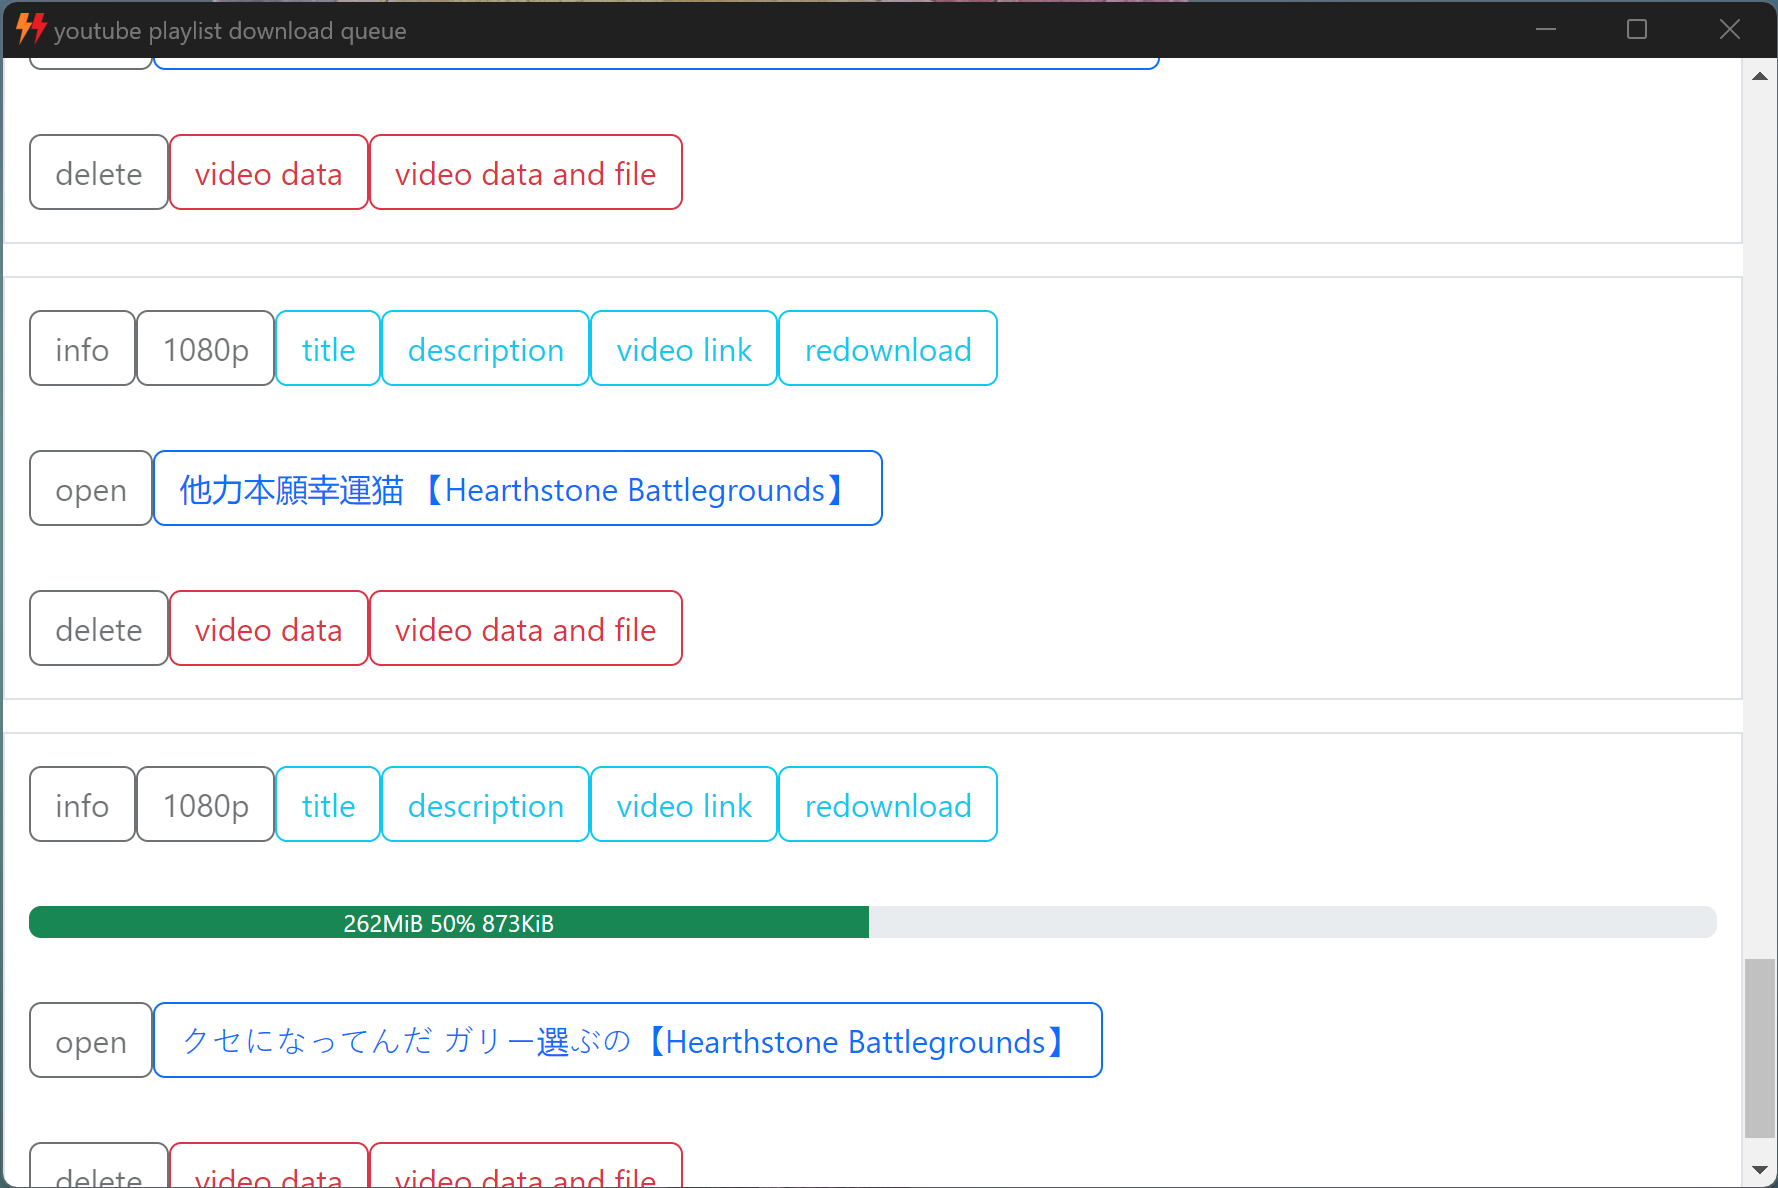 youtube playlist download queue
delete video data video data and file
info 1080p title description video link redownload
open 他力本願幸運猫 【Hearthstone Battlegrounds】
delete video data video data and file
info 1080p title description video link redownload
262MiB 50% 873KiB
open クセになってんだ ガリー選ぶの【Hearthstone Battlegrounds】
delete video data video data and file